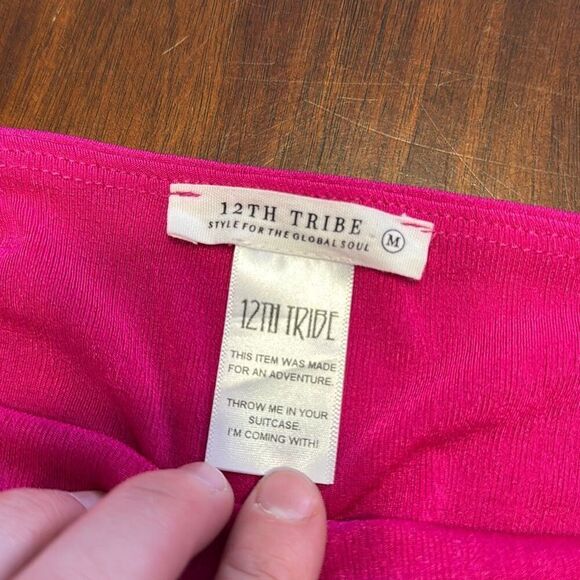 12TH TRIBE
STYLE FOR THE GLOBAL SOUL
M
12TH TRIBE
THIS ITEM WAS MADE
FOR AN ADVENTURE.
THROW ME IN YOUR
SUITCASE.
I'M COMING WITH!